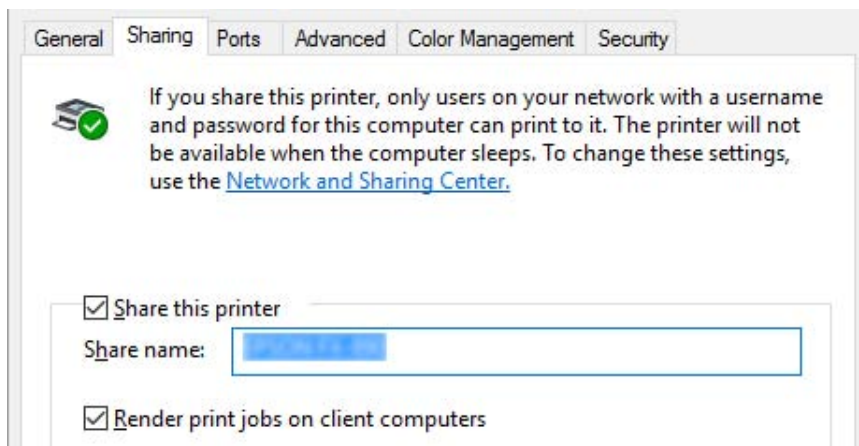 General Sharing Ports Advanced Color Management Security
If you share this printer, only users on your network with a username
and password for this computer can print to it. The printer will not
be available when the computer sleeps. To change these settings,
use the Network and Sharing Center.
Share this printer
Share name:
Render print jobs on client computers